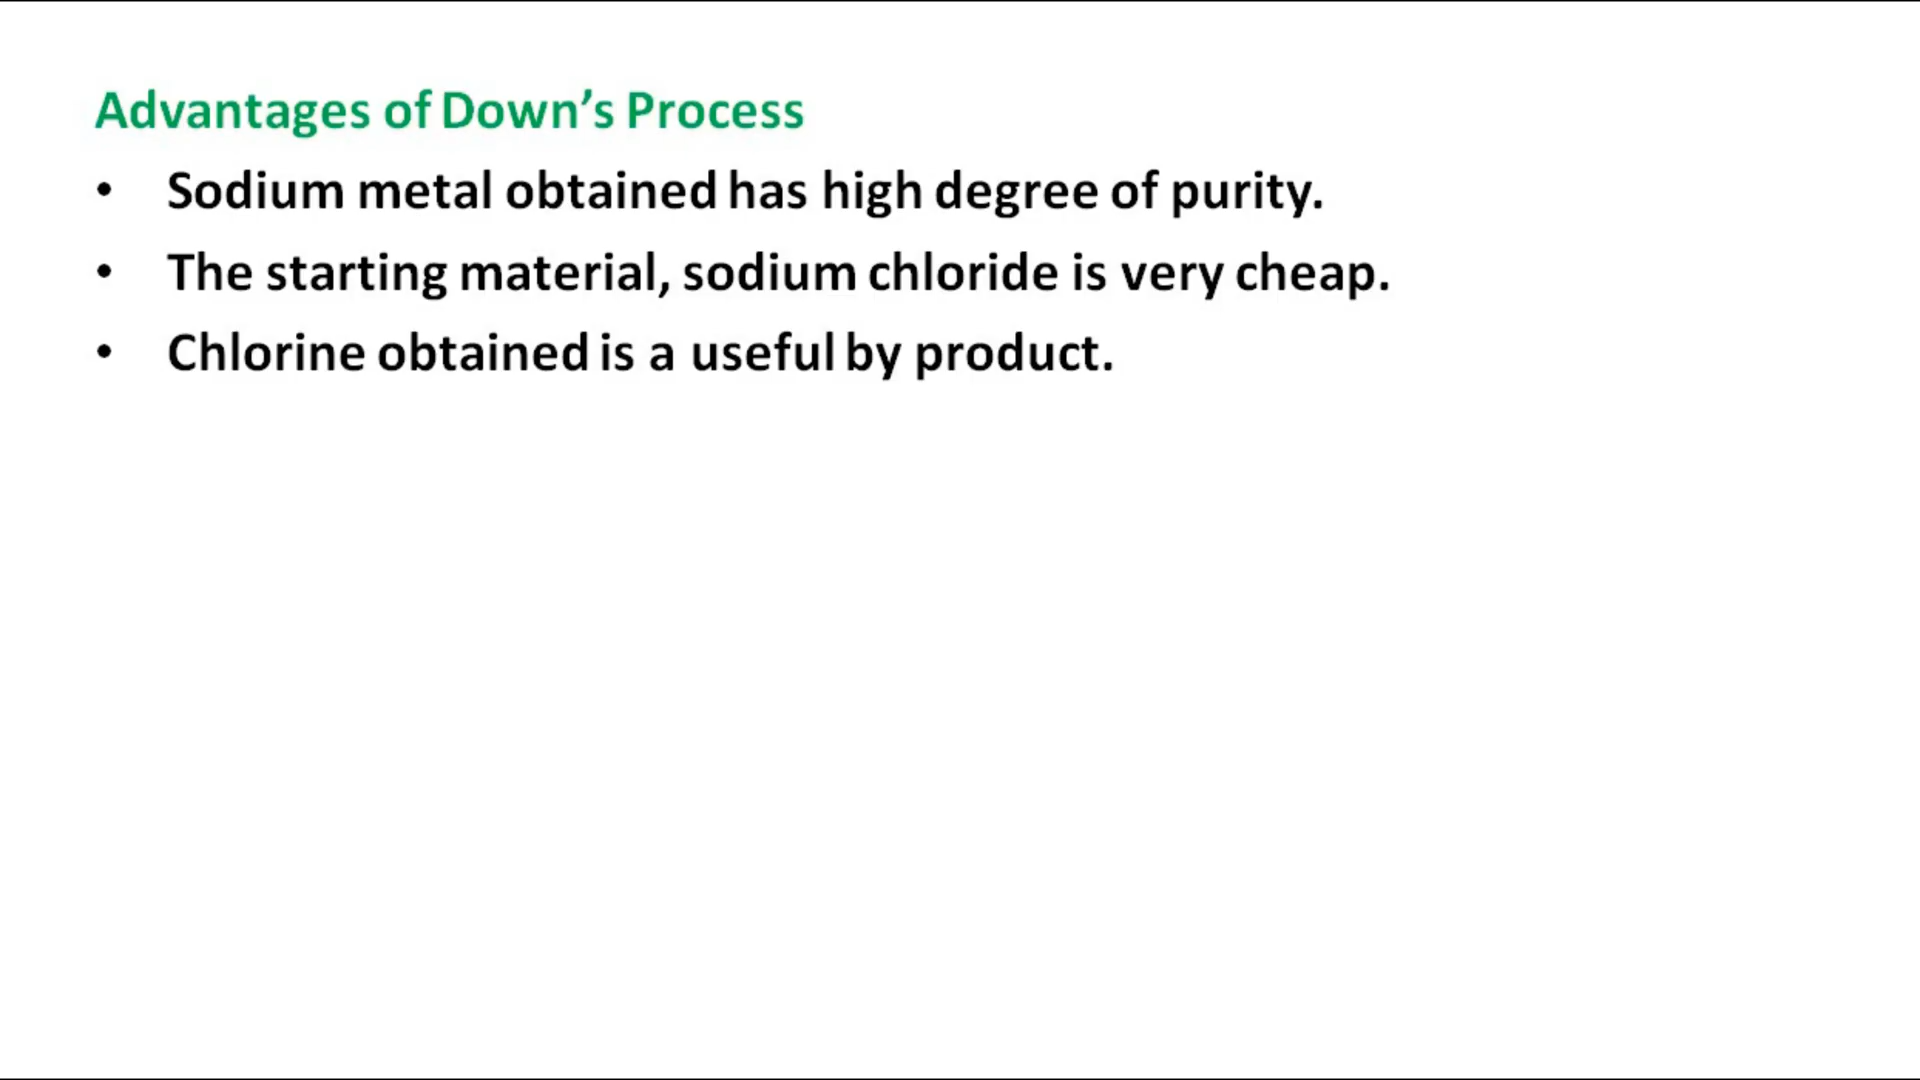 Advantages of Down’s Process
• Sodium metal obtained has high degree of purity.
• The starting material, sodium chloride is very cheap.
• Chlorine obtained is a useful by product.